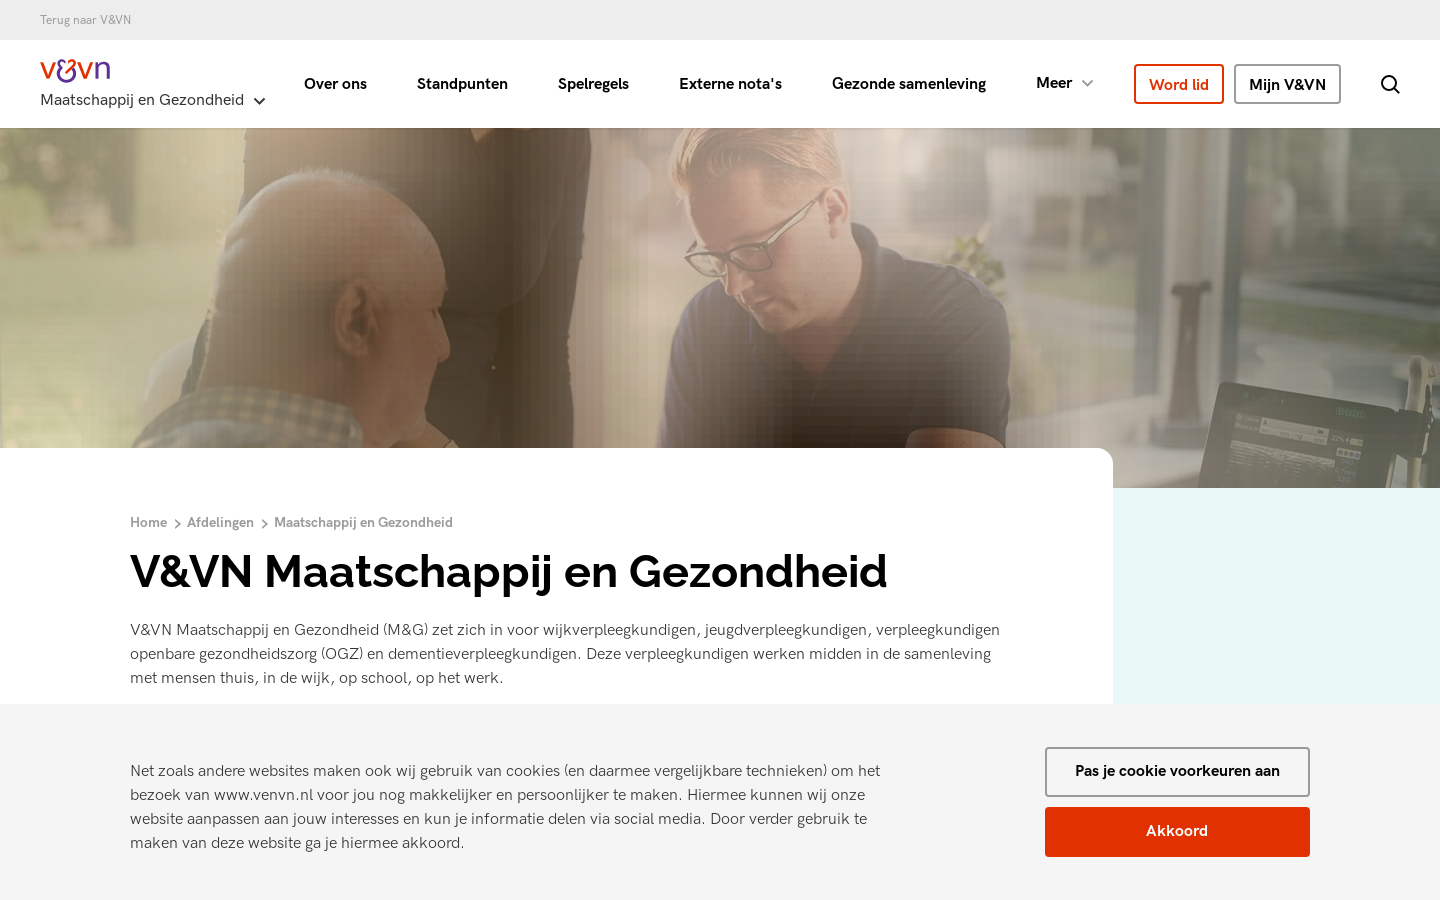 Terug naar V&VN
v&vn
Maatschappij en Gezondheid
Over ons
Standpunten
Spelregels
Externe nota's
Gezonde samenleving
Meer
Word lid
Mijn V&VN
Home
Afdelingen
Maatschappij en Gezondheid
V&VN Maatschappij en Gezondheid
V&VN Maatschappij en Gezondheid (M&G) zet zich in voor wijkverpleegkundigen, jeugdverpleegkundigen, verpleegkundigen
openbare gezondheidszorg (OGZ) en dementieverpleegkundigen. Deze verpleegkundigen werken midden in de samenleving
met mensen thuis, in de wijk, op school, op het werk.
Net zoals andere websites maken ook wij gebruik van cookies (en daarmee vergelijkbare technieken) om het
bezoek van www.venvn.nl voor jou nog makkelijker en persoonlijker te maken. Hiermee kunnen wij onze
website aanpassen aan jouw interesses en kun je informatie delen via social media. Door verder gebruik te
maken van deze website ga je hiermee akkoord.
Pas je cookie voorkeuren aan
Akkoord